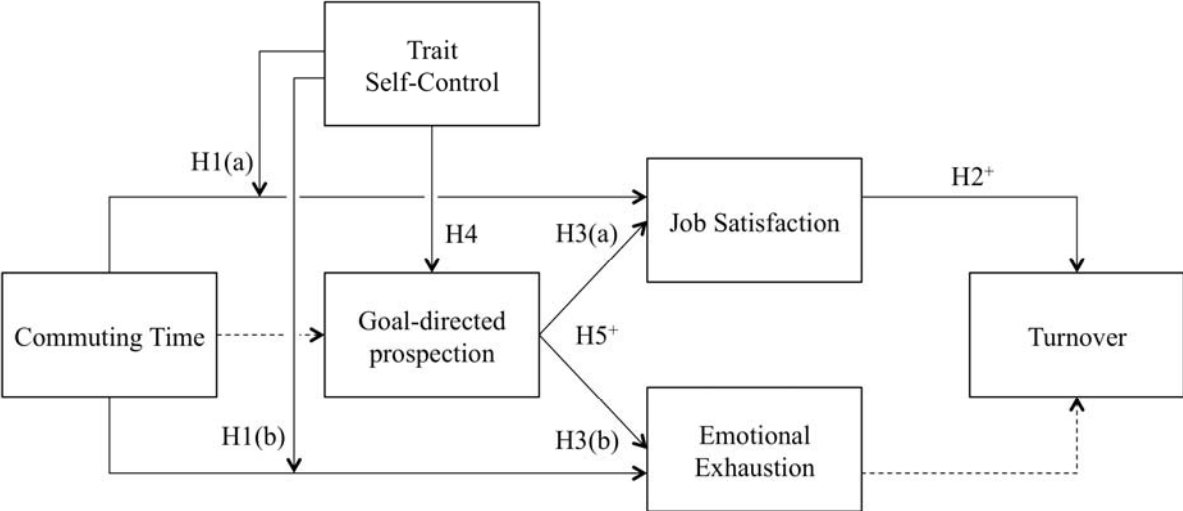 Trait
Self-Control
H1(a)
H2⁺
Job Satisfaction
H4
H3(a)
Commuting Time
Goal-directed
prospection
H5⁺
Turnover
H1(b)
H3(b)
Emotional
Exhaustion